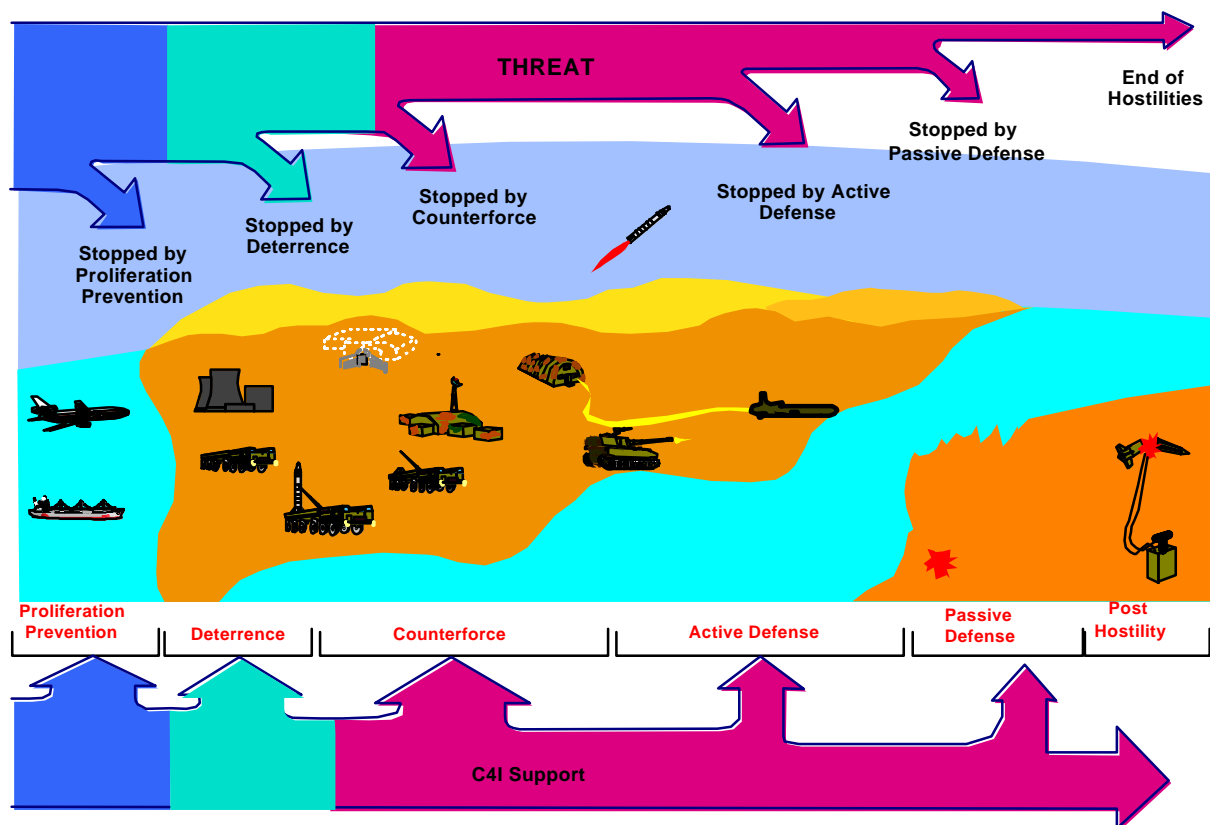 THREAT
End of
Hostilities
Stopped by
Passive Defense
Stopped by Active
Defense
Stopped by
Counterforce
Stopped by
Deterrence
Stopped by
Proliferation
Prevention
Proliferation
Prevention
Deterrence
Counterforce
Active Defense
Passive
Defense
Post
Hostility
C4I Support